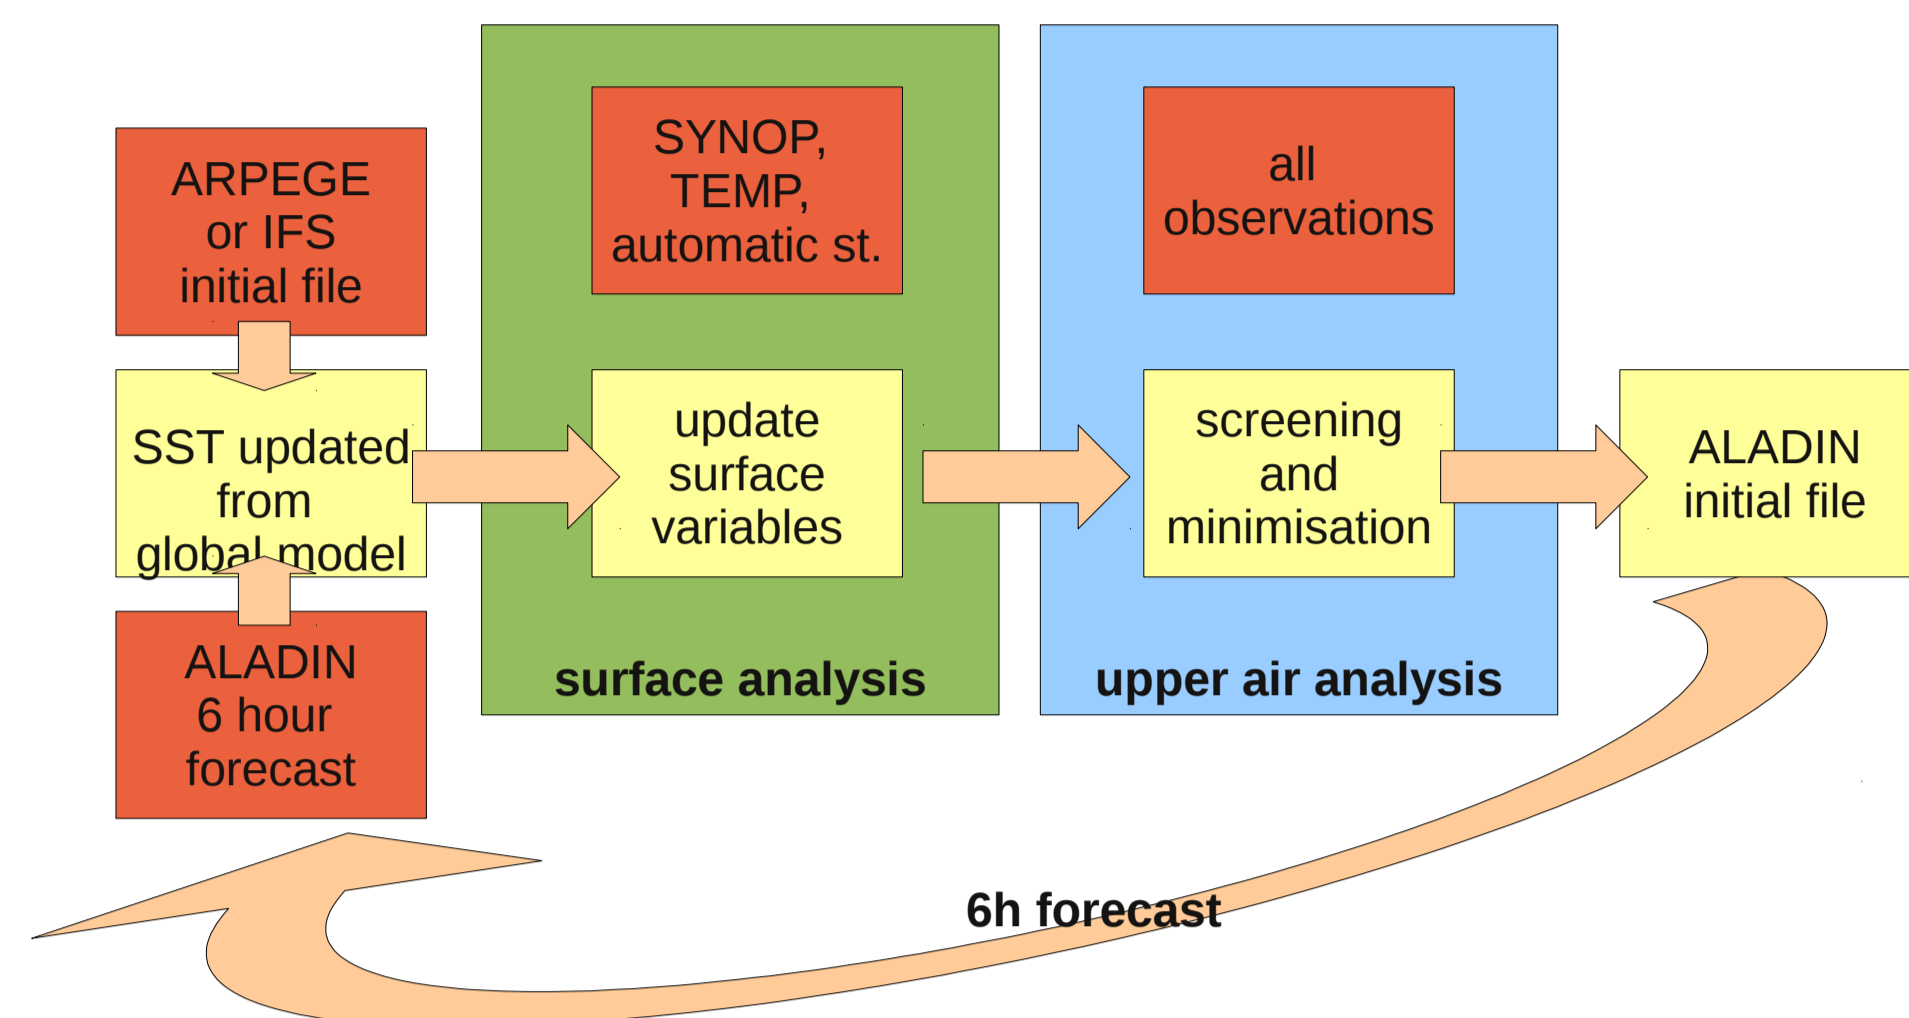 ARPEGE
or IFS
initial file
SST updated
from
global model
ALADIN
6 hour
forecast
SYNOP,
TEMP,
automatic st.
update
surface
variables
surface analysis
all
observations
screening
and
minimisation
upper air analysis
ALADIN
initial file
6h forecast